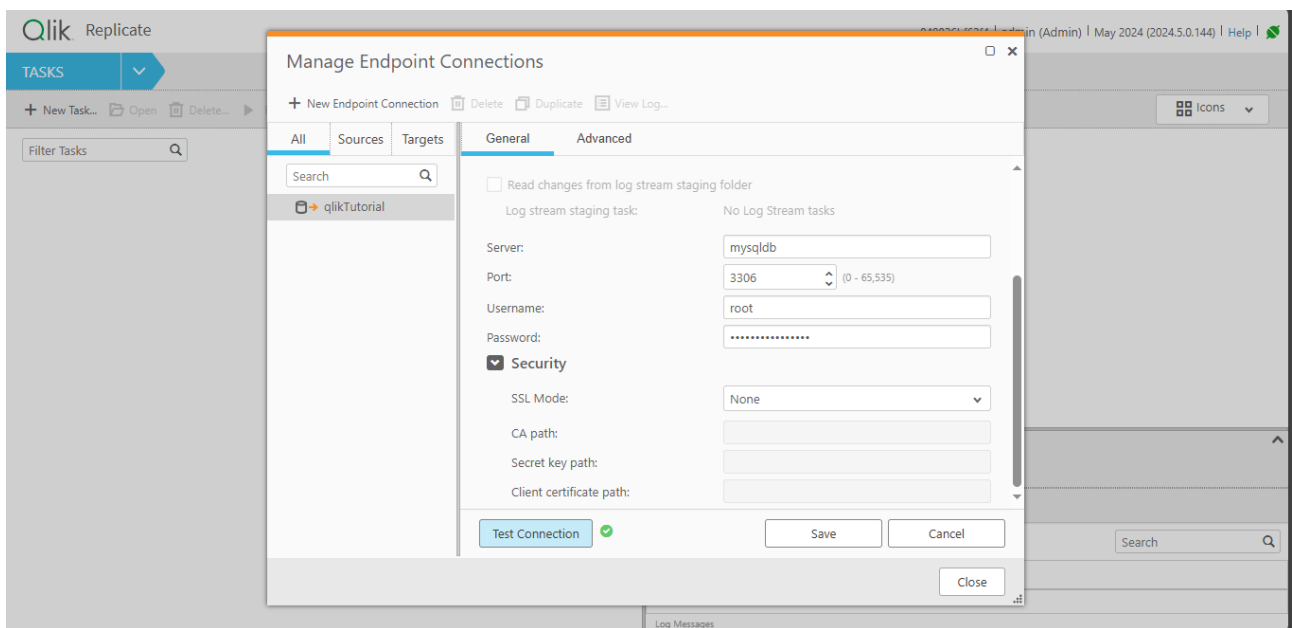 Qlik Replicate
admin (Admin) | May 2024 (2024.5.0.144) | Help |
TASKS
+ New Task... Open Delete...
Icons
Filter Tasks
Manage Endpoint Connections
+ New Endpoint Connection Delete Duplicate View Log...
All Sources Targets
Search
qlikTutorial
General Advanced
Read changes from log stream staging folder
Log stream staging task: No Log Stream tasks
Server: mysqldb
Port: 3306 (0 - 65,535)
Username: root
Password: ••••••••••••••••
Security
SSL Mode: None
CA path:
Secret key path:
Client certificate path:
Test Connection Save Cancel
Close
Search
Log Messages